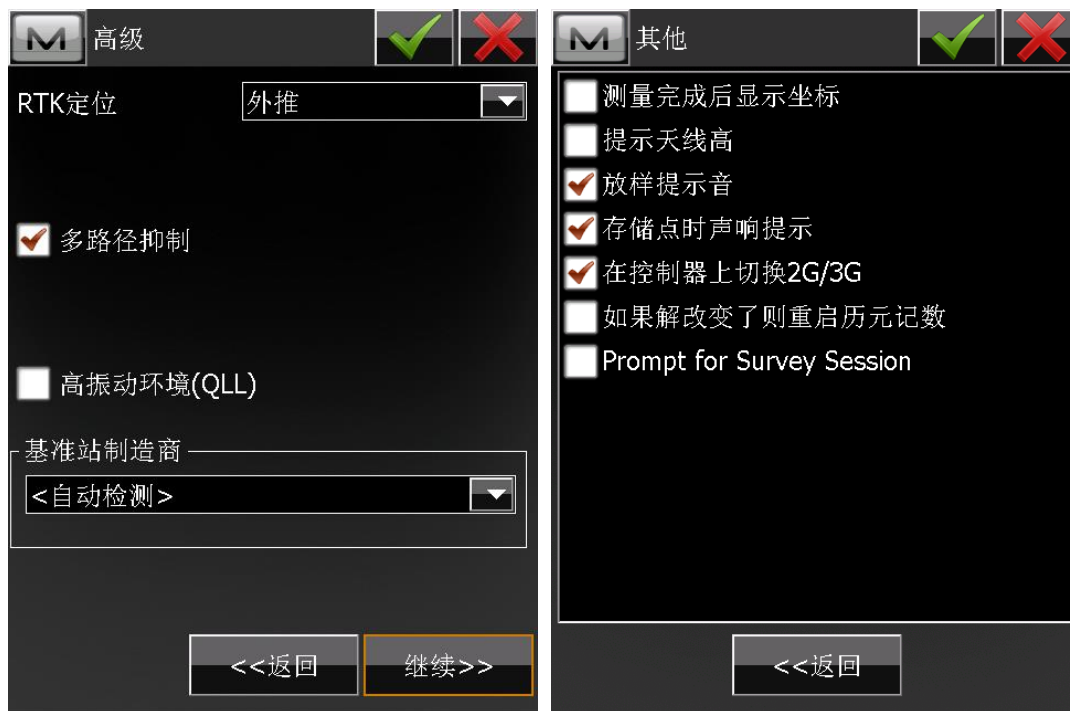 高级
RTK定位
外推
多路径抑制
高振动环境(QLL)
基准站制造商
<自动检测>
<<返回
继续>>
其他
测量完成后显示坐标
提示天线高
放样提示音
存储点时声响提示
在控制器上切换2G/3G
如果解改变了则重启历元记数
Prompt for Survey Session
<<返回